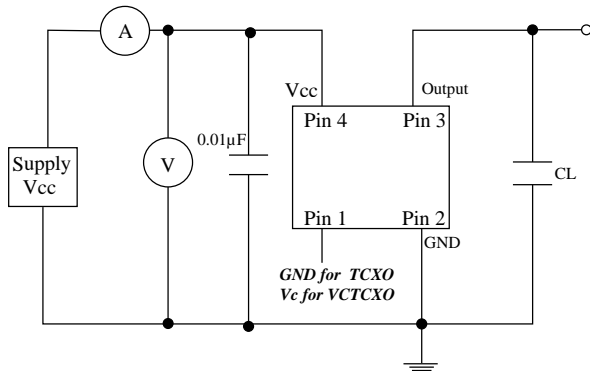 A
Vcc
Output
Pin 4
Pin 3
0.01µF
V
Supply
Vcc
CL
Pin 1
Pin 2
GND
GND for TCXO
Vc for VCTCXO